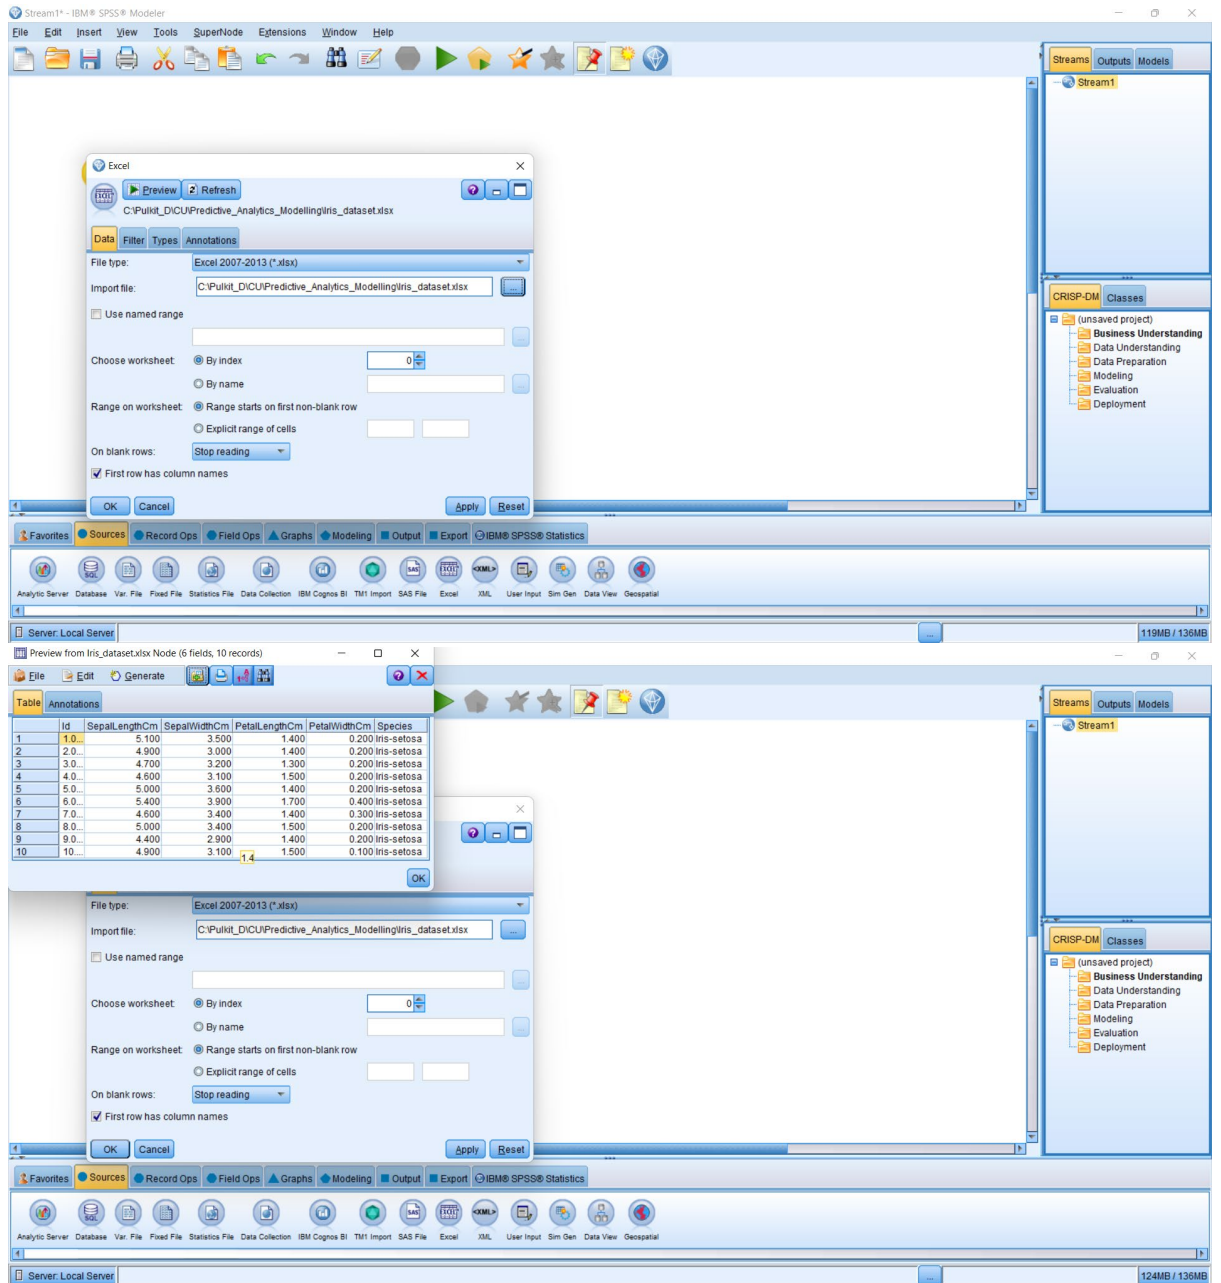 Stream1* - IBM® SPSS® Modeler
File Edit Insert View Tools SuperNode Extensions Window Help
Streams Outputs Models
Stream1
Excel
Preview Refresh
C:\Pulkit_D\CU\Predictive_Analytics_Modelling\Iris_dataset.xlsx
Data Filter Types Annotations
File type: Excel 2007-2013 (*.xlsx)
Import file: C:\Pulkit_D\CU\Predictive_Analytics_Modelling\Iris_dataset.xlsx ...
Use named range
Choose worksheet: By index 0
By name
Range on worksheet: Range starts on first non-blank row
Explicit range of cells
On blank rows: Stop reading
First row has column names
OK Cancel Apply Reset
CRISP-DM Classes
(unsaved project)
Business Understanding
Data Understanding
Data Preparation
Modeling
Evaluation
Deployment
Favorites Sources Record Ops Field Ops Graphs Modeling Output Export IBM® SPSS® Statistics
Analytic Server Database Var. File Fixed File Statistics File Data Collection IBM Cognos BI TM1 Import SAS File Excel XML User Input Sim Gen Data View Geospatial
Server: Local Server ... 119MB / 136MB
Preview from Iris_dataset.xlsx Node (6 fields, 10 records)
File Edit Generate
Table Annotations
Id SepalLengthCm SepalWidthCm PetalLengthCm PetalWidthCm Species
1 1.0... 5.100 3.500 1.400 0.200 Iris-setosa
2 2.0... 4.900 3.000 1.400 0.200 Iris-setosa
3 3.0... 4.700 3.200 1.300 0.200 Iris-setosa
4 4.0... 4.600 3.100 1.500 0.200 Iris-setosa
5 5.0... 5.000 3.600 1.400 0.200 Iris-setosa
6 6.0... 5.400 3.900 1.700 0.400 Iris-setosa
7 7.0... 4.600 3.400 1.400 0.300 Iris-setosa
8 8.0... 5.000 3.400 1.500 0.200 Iris-setosa
9 9.0... 4.400 2.900 1.400 0.200 Iris-setosa
10 10.... 4.900 3.100 1.500 0.100 Iris-setosa
1.4
OK
Streams Outputs Models
Stream1
File type: Excel 2007-2013 (*.xlsx)
Import file: C:\Pulkit_D\CU\Predictive_Analytics_Modelling\Iris_dataset.xlsx ...
Use named range
Choose worksheet: By index 0
By name
Range on worksheet: Range starts on first non-blank row
Explicit range of cells
On blank rows: Stop reading
First row has column names
OK Cancel Apply Reset
CRISP-DM Classes
(unsaved project)
Business Understanding
Data Understanding
Data Preparation
Modeling
Evaluation
Deployment
Favorites Sources Record Ops Field Ops Graphs Modeling Output Export IBM® SPSS® Statistics
Analytic Server Database Var. File Fixed File Statistics File Data Collection IBM Cognos BI TM1 Import SAS File Excel XML User Input Sim Gen Data View Geospatial
Server: Local Server ... 124MB / 136MB